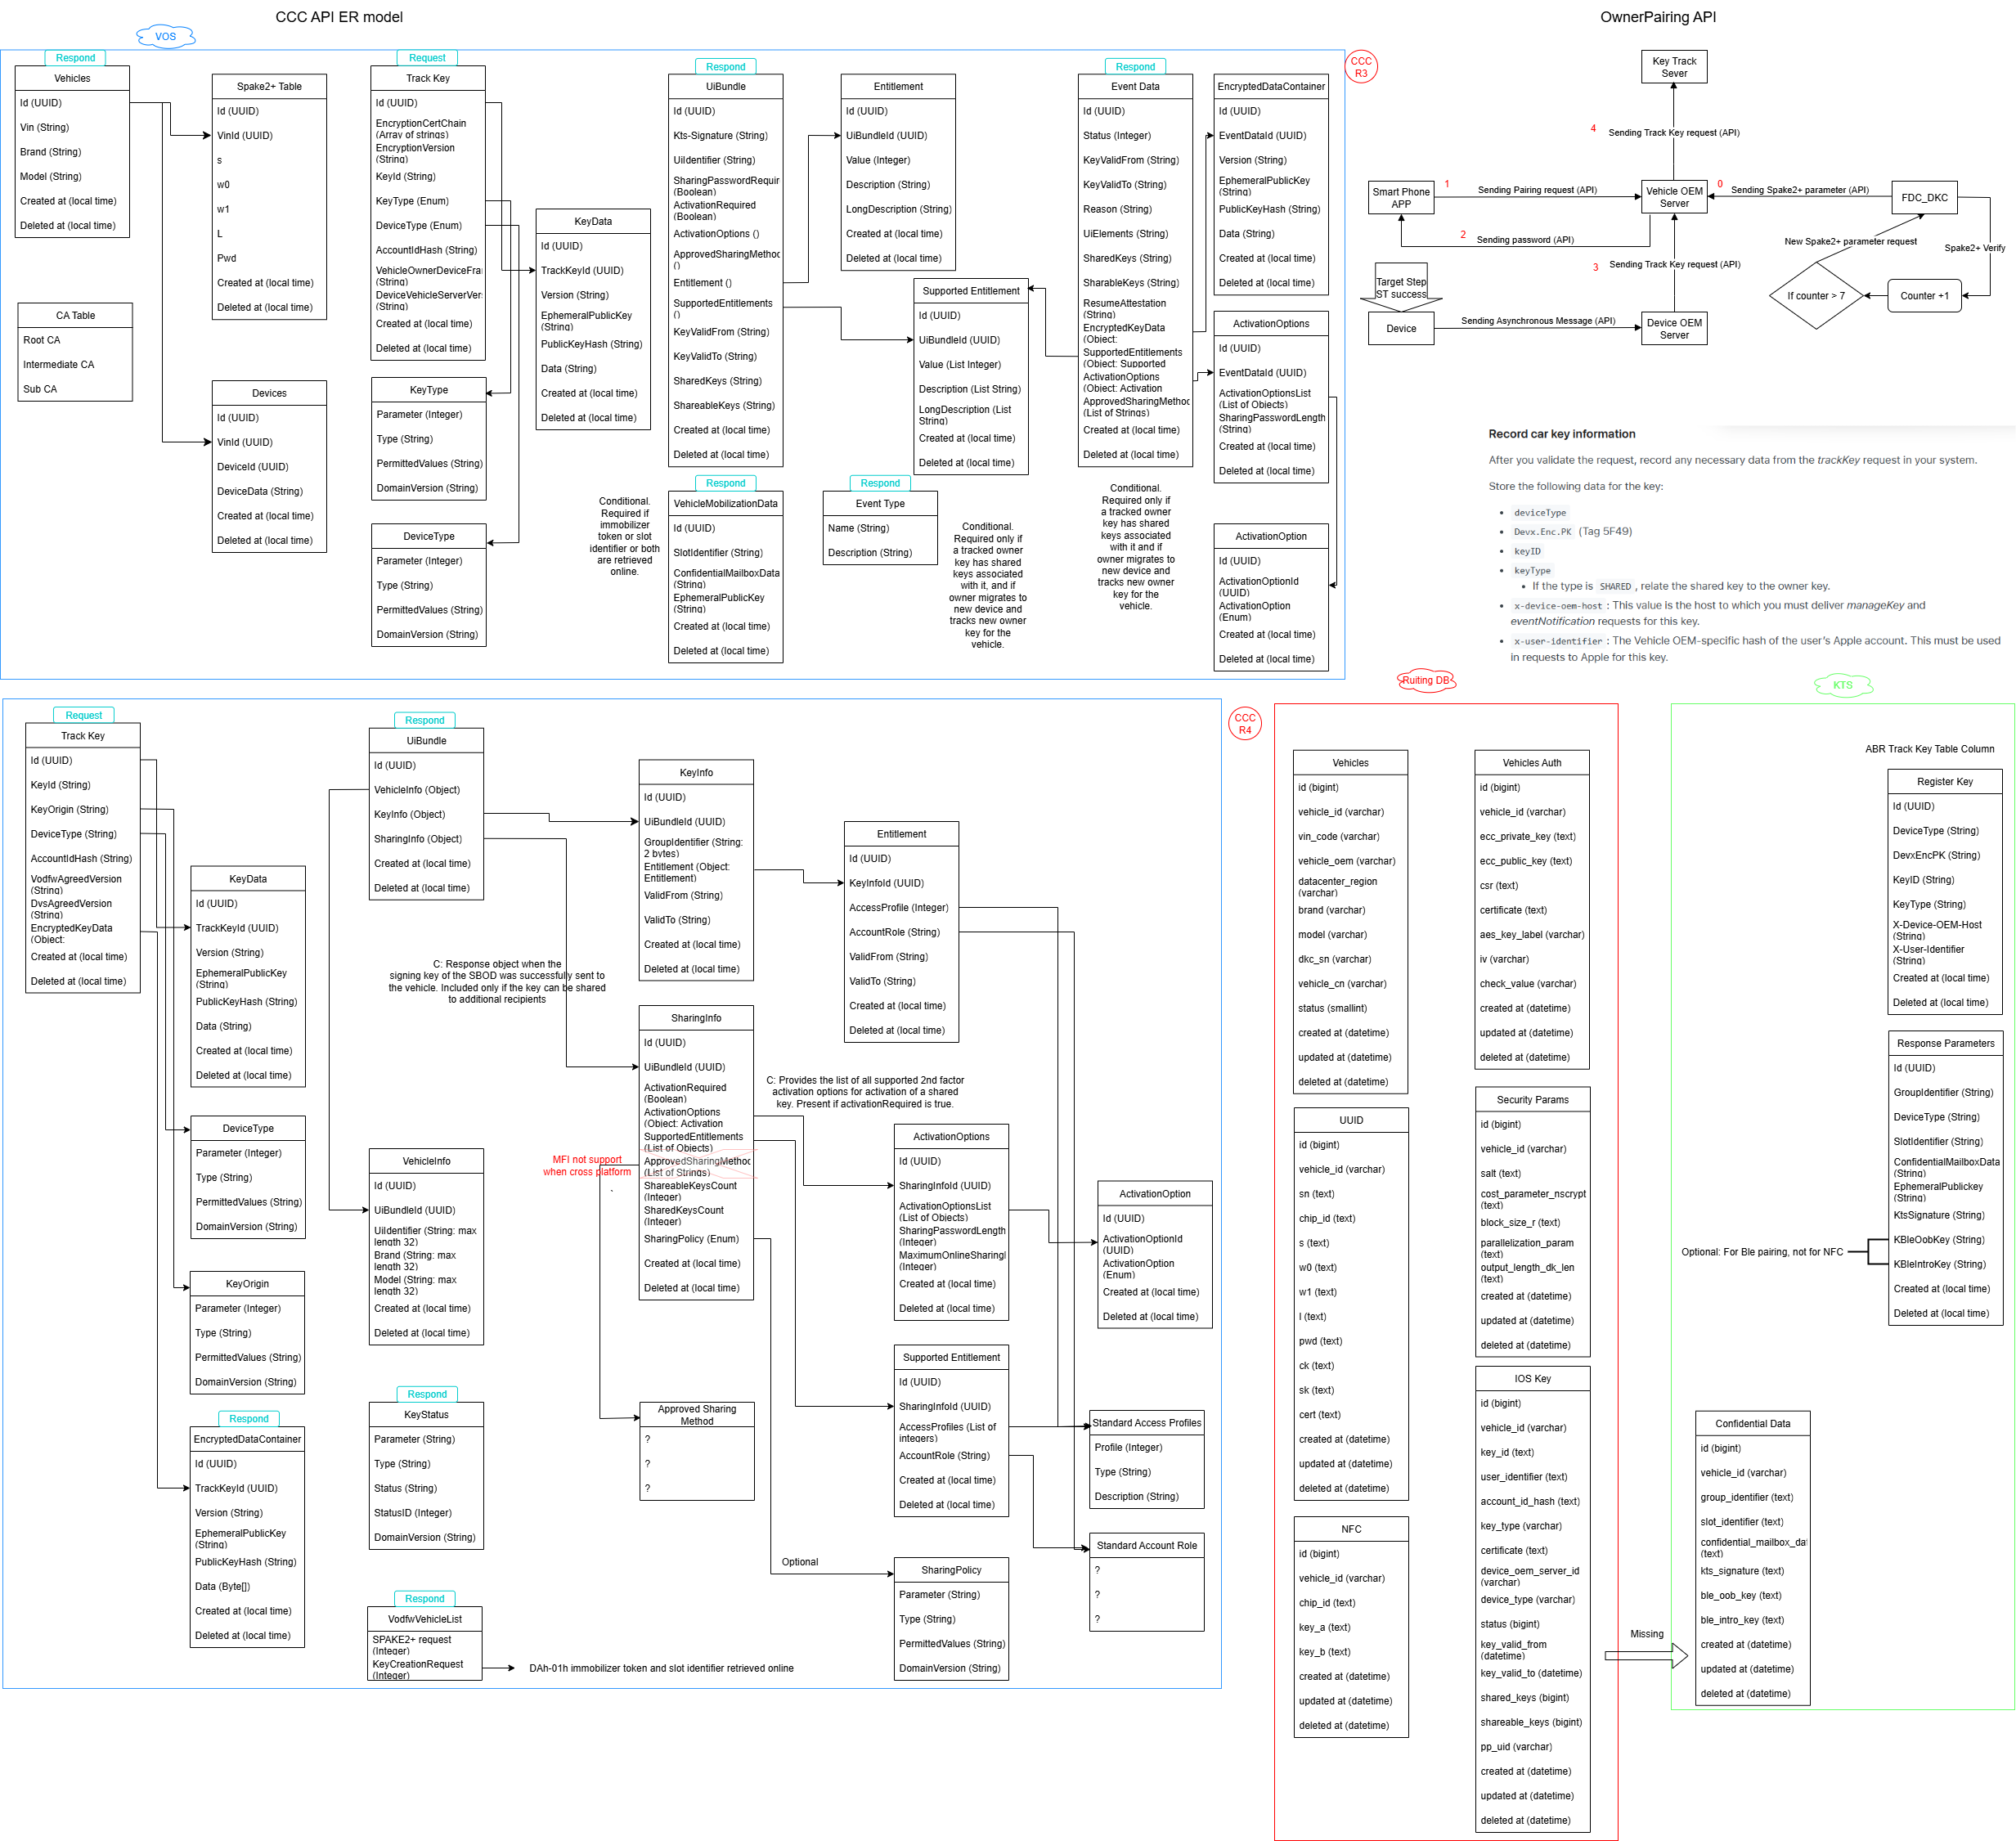 CCC API ER model
OwnerPairing API
VOS
CCC
R3
Respond
Vehicles
Id (UUID)
Vin (String)
Brand (String)
Model (String)
Created at (local time)
Deleted at (local time)
Spake2+ Table
Id (UUID)
VinId (UUID)
s
w0
w1
L
Pwd
Created at (local time)
Deleted at (local time)
CA Table
Root CA
Intermediate CA
Sub CA
Devices
Id (UUID)
VinId (UUID)
DeviceId (UUID)
DeviceData (String)
Created at (local time)
Deleted at (local time)
Request
Track Key
Id (UUID)
EncryptionCertChain
(Array of strings)
EncryptionVersion
(String)
KeyId (String)
KeyType (Enum)
DeviceType (Enum)
AccountIdHash (String)
VehicleOwnerDeviceFra
(String)
DeviceVehicleServerVer
(String)
Created at (local time)
Deleted at (local time)
KeyType
Parameter (Integer)
Type (String)
PermittedValues (String)
DomainVersion (String)
DeviceType
Parameter (Integer)
Type (String)
PermittedValues (String)
DomainVersion (String)
KeyData
Id (UUID)
TrackKeyId (UUID)
Version (String)
EphemeralPublicKey
(String)
PublicKeyHash (String)
Data (String)
Created at (local time)
Deleted at (local time)
Respond
UiBundle
Id (UUID)
Kts-Signature (String)
UiIdentifier (String)
SharingPasswordRequir
(Boolean)
ActivationRequired
(Boolean)
ActivationOptions ()
ApprovedSharingMethod
()
Entitlement ()
SupportedEntitlements
()
KeyValidFrom (String)
KeyValidTo (String)
SharedKeys (String)
ShareableKeys (String)
Created at (local time)
Deleted at (local time)
Entitlement
Id (UUID)
UiBundleId (UUID)
Value (Integer)
Description (String)
LongDescription (String)
Created at (local time)
Deleted at (local time)
Supported Entitlement
Id (UUID)
UiBundleId (UUID)
Value (List Integer)
Description (List String)
LongDescription (List
String)
Created at (local time)
Deleted at (local time)
Respond
Event Data
Id (UUID)
Status (Integer)
KeyValidFrom (String)
KeyValidTo (String)
Reason (String)
UiElements (String)
SharedKeys (String)
SharableKeys (String)
ResumeAttestation
(String)
EncryptedKeyData
(Object:
SupportedEntitlements
(Object: Supported
ActivationOptions
(Object: Activation
ApprovedSharingMethod
(List of Strings)
Created at (local time)
Deleted at (local time)
EncryptedDataContainer
Id (UUID)
EventDataId (UUID)
Version (String)
EphemeralPublicKey
(String)
PublicKeyHash (String)
Data (String)
Created at (local time)
Deleted at (local time)
ActivationOptions
Id (UUID)
EventDataId (UUID)
ActivationOptionsList
(List of Objects)
SharingPasswordLength
(String)
Created at (local time)
Deleted at (local time)
ActivationOption
Id (UUID)
ActivationOptionId
(UUID)
ActivationOption
(Enum)
Created at (local time)
Deleted at (local time)
Conditional.
Required if
immobilizer
token or slot
identifier or both
are retrieved
online.
Respond
VehicleMobilizationData
Id (UUID)
SlotIdentifier (String)
ConfidentialMailboxData
(String)
EphemeralPublicKey
(String)
Created at (local time)
Deleted at (local time)
Respond
Event Type
Name (String)
Description (String)
Conditional.
Required only if
a tracked owner
key has shared
keys associated
with it, and if
owner migrates to
new device and
tracks new owner
key for the
vehicle.
Conditional.
Required only if
a tracked owner
key has shared
keys associated
with it and if
owner migrates to
new device and
tracks new owner
key for the
vehicle.
Key Track
Sever
4
Sending Track Key request (API)
Smart Phone
APP
1
Sending Pairing request (API)
Vehicle OEM
Server
0
Sending Spake2+ parameter (API)
FDC_DKC
2
Sending password (API)
New Spake2+ parameter request
Spake2+ Verify
3
Sending Track Key request (API)
Target Step
ST success
If counter > 7
Counter +1
Device
Sending Asynchronous Message (API)
Device OEM
Server
Record car key information
After you validate the request, record any necessary data from the trackKey request in your system.
Store the following data for the key:
• deviceType
• Devx.Enc.PK (Tag 5F49)
• keyID
• keyType
• If the type is SHARED , relate the shared key to the owner key.
• x-device-oem-host : This value is the host to which you must deliver manageKey and
eventNotification requests for this key.
• x-user-identifier : The Vehicle OEM-specific hash of the user's Apple account. This must be used
in requests to Apple for this key.
CCC
R4
Request
Track Key
Id (UUID)
KeyId (String)
KeyOrigin (String)
DeviceType (String)
AccountIdHash (String)
VodfwAgreedVersion
(String)
DvsAgreedVersion
(String)
EncryptedKeyData
(Object:
Created at (local time)
Deleted at (local time)
KeyData
Id (UUID)
TrackKeyId (UUID)
Version (String)
EphemeralPublicKey
(String)
PublicKeyHash (String)
Data (String)
Created at (local time)
Deleted at (local time)
DeviceType
Parameter (Integer)
Type (String)
PermittedValues (String)
DomainVersion (String)
KeyOrigin
Parameter (Integer)
Type (String)
PermittedValues (String)
DomainVersion (String)
Respond
EncryptedDataContainer
Id (UUID)
TrackKeyId (UUID)
Version (String)
EphemeralPublicKey
(String)
PublicKeyHash (String)
Data (Byte[])
Created at (local time)
Deleted at (local time)
Respond
UiBundle
Id (UUID)
VehicleInfo (Object)
KeyInfo (Object)
SharingInfo (Object)
Created at (local time)
Deleted at (local time)
C: Response object when the
signing key of the SBOD was successfully sent to
the vehicle. Included only if the key can be shared
to additional recipients
VehicleInfo
Id (UUID)
UiBundleId (UUID)
UiIdentifier (String: max
length 32)
Brand (String: max
length 32)
Model (String: max
length 32)
Created at (local time)
Deleted at (local time)
Respond
KeyStatus
Parameter (String)
Type (String)
Status (String)
StatusID (Integer)
DomainVersion (String)
Respond
VodfwVehicleList
SPAKE2+ request
(Integer)
KeyCreationRequest
(Integer)
DAh-01h immobilizer token and slot identifier retrieved online
KeyInfo
Id (UUID)
UiBundleId (UUID)
GroupIdentifier (String:
2 bytes)
Entitlement (Object:
Entitlement)
ValidFrom (String)
ValidTo (String)
Created at (local time)
Deleted at (local time)
Entitlement
Id (UUID)
KeyInfoId (UUID)
AccessProfile (Integer)
AccountRole (String)
ValidFrom (String)
ValidTo (String)
Created at (local time)
Deleted at (local time)
SharingInfo
Id (UUID)
UiBundleId (UUID)
ActivationRequired
(Boolean)
ActivationOptions
(Object: Activation
SupportedEntitlements
(List of Objects)
ApprovedSharingMethod
(List of Strings)
ShareableKeysCount
(Integer)
SharedKeysCount
(Integer)
SharingPolicy (Enum)
Created at (local time)
Deleted at (local time)
MFI not support
when cross platform
C: Provides the list of all supported 2nd factor
activation options for activation of a shared
key. Present if activationRequired is true.
ActivationOptions
Id (UUID)
SharingInfoId (UUID)
ActivationOptionsList
(List of Objects)
SharingPasswordLength
(Integer)
MaximumOnlineSharingl
(Integer)
Created at (local time)
Deleted at (local time)
ActivationOption
Id (UUID)
ActivationOptionId
(UUID)
ActivationOption
(Enum)
Created at (local time)
Deleted at (local time)
Supported Entitlement
Id (UUID)
SharingInfoId (UUID)
AccessProfiles (List of
integers)
AccountRole (String)
Created at (local time)
Deleted at (local time)
Approved Sharing
Method
?
?
?
Standard Access Profiles
Profile (Integer)
Type (String)
Description (String)
Standard Account Role
?
?
?
Optional
SharingPolicy
Parameter (String)
Type (String)
PermittedValues (String)
DomainVersion (String)
Ruiting DB
Vehicles
id (bigint)
vehicle_id (varchar)
vin_code (varchar)
vehicle_oem (varchar)
datacenter_region
(varchar)
brand (varchar)
model (varchar)
dkc_sn (varchar)
vehicle_cn (varchar)
status (smallint)
created at (datetime)
updated at (datetime)
deleted at (datetime)
UUID
id (bigint)
vehicle_id (varchar)
sn (text)
chip_id (text)
s (text)
w0 (text)
w1 (text)
l (text)
pwd (text)
ck (text)
sk (text)
cert (text)
created at (datetime)
updated at (datetime)
deleted at (datetime)
NFC
id (bigint)
vehicle_id (varchar)
chip_id (text)
key_a (text)
key_b (text)
created at (datetime)
updated at (datetime)
deleted at (datetime)
Vehicles Auth
id (bigint)
vehicle_id (varchar)
ecc_private_key (text)
ecc_public_key (text)
csr (text)
certificate (text)
aes_key_label (varchar)
iv (varchar)
check_value (varchar)
created at (datetime)
updated at (datetime)
deleted at (datetime)
Security Params
id (bigint)
vehicle_id (varchar)
salt (text)
cost_parameter_nscrypt
(text)
block_size_r (text)
parallelization_param
(text)
output_length_dk_len
(text)
created at (datetime)
updated at (datetime)
deleted at (datetime)
IOS Key
id (bigint)
vehicle_id (varchar)
key_id (text)
user_identifier (text)
account_id_hash (text)
key_type (varchar)
certificate (text)
device_oem_server_id
(varchar)
device_type (varchar)
status (bigint)
key_valid_from
(datetime)
key_valid_to (datetime)
shared_keys (bigint)
shareable_keys (bigint)
pp_uid (varchar)
created at (datetime)
updated at (datetime)
deleted at (datetime)
Missing
KTS
ABR Track Key Table Column
Register Key
Id (UUID)
DeviceType (String)
DevxEncPK (String)
KeyID (String)
KeyType (String)
X-Device-OEM-Host
(String)
X-User-Identifier
(String)
Created at (local time)
Deleted at (local time)
Response Parameters
Id (UUID)
GroupIdentifier (String)
DeviceType (String)
SlotIdentifier (String)
ConfidentialMailboxData
(String)
EphemeralPublickey
(String)
KtsSignature (String)
KBleOobKey (String)
KBleIntroKey (String)
Created at (local time)
Deleted at (local time)
Optional: For Ble pairing, not for NFC
Confidential Data
id (bigint)
vehicle_id (varchar)
group_identifier (text)
slot_identifier (text)
confidential_mailbox_dat
(text)
kts_signature (text)
ble_oob_key (text)
ble_intro_key (text)
created at (datetime)
updated at (datetime)
deleted at (datetime)